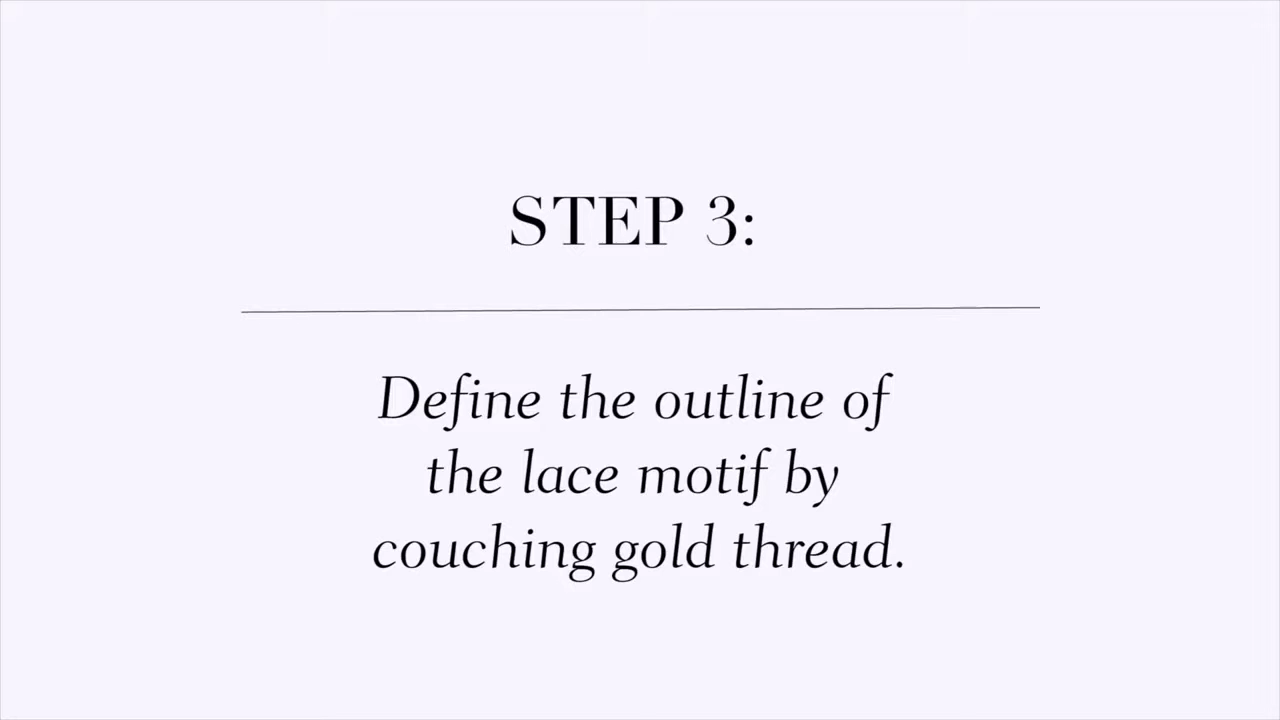 STEP 3:
Define the outline of
the lace motif by
couching gold thread.